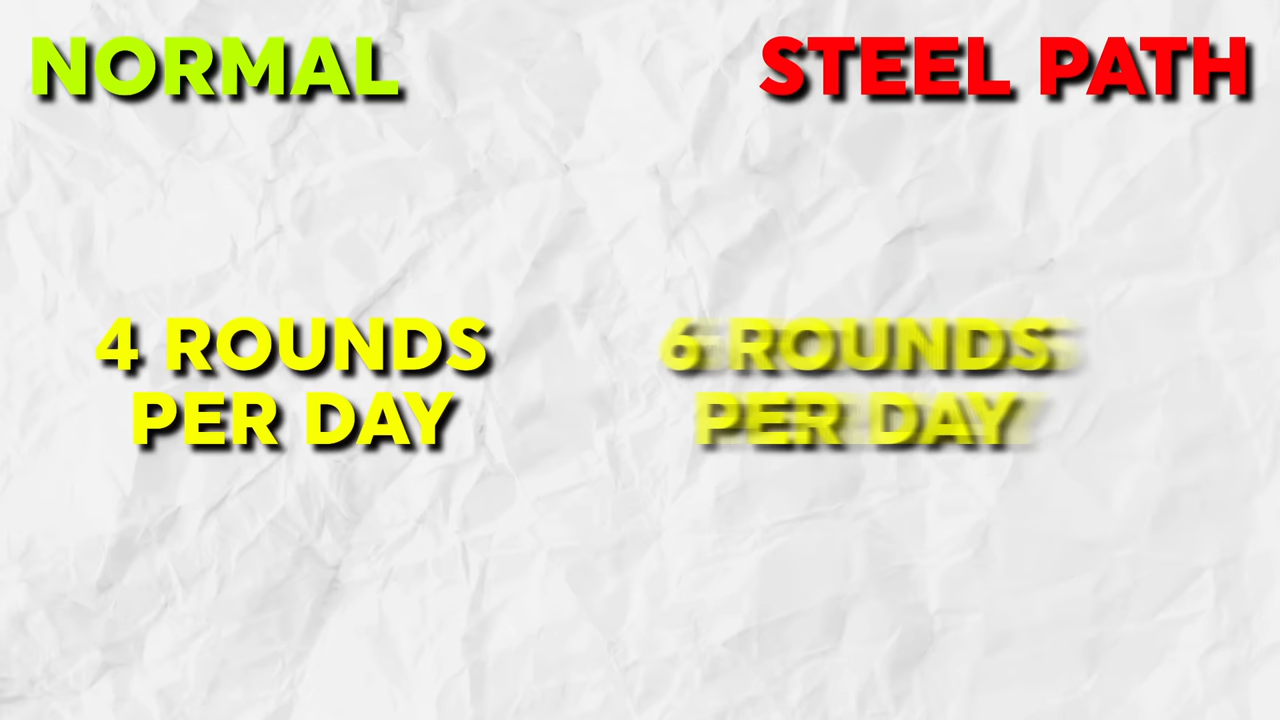 NORMAL
STEEL PATH
4 ROUNDS
PER DAY
6 ROUNDS
PER DAY